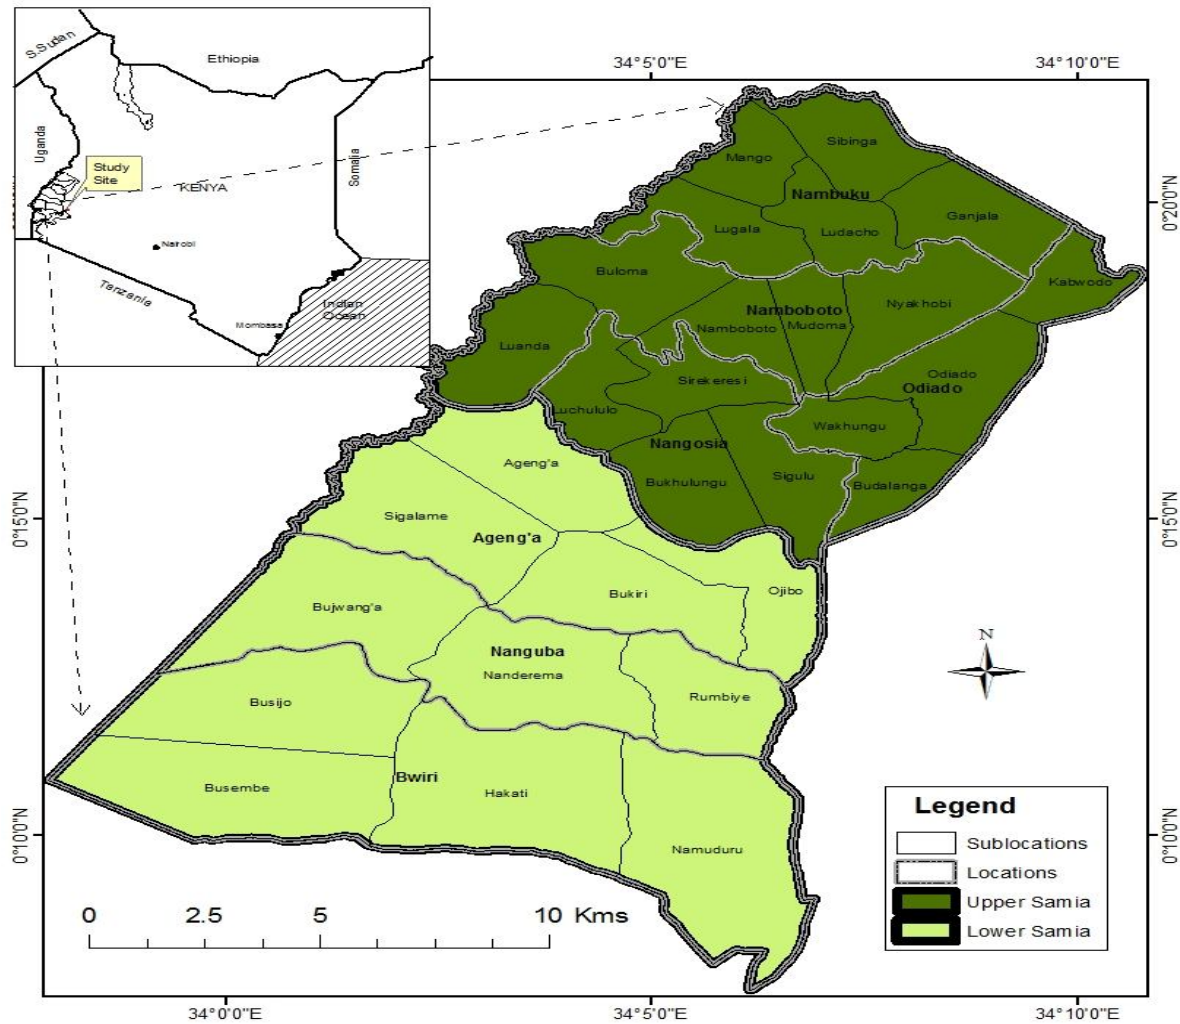 S.Sudan
Ethiopia
Uganda
Study
Site
KENYA
Somalia
Nairobi
Tanzania
Indian
Ocean
Mombasa
34°5'0"E
34°10'0"E
Sibinga
Mango
Nambuku
0°20'0"N
Ganjala
Lugala
Ludacho
Buloma
Kabwodo
Nyakhobi
Namboboto
Namboboto
Mudoma
Luanda
Sirekeresi
Odiado
Odiado
Luchululo
Wakhungu
Nangosia
Ageng'a
Bukhulungu
Sigulu
Budalanga
0°15'0"N
0°15'0"N
Sigalame
Ageng'a
Bukiri
Ojibo
Bujwang'a
N
Nanguba
Nanderema
Rumbiye
Busijo
Bwiri
Busembe
Hakati
Namuduru
0°10'0"N
0°10'0"N
Legend
Sublocations
Locations
Upper Samia
Lower Samia
0 2.5 5 10 Kms
34°0'0"E
34°5'0"E
34°10'0"E